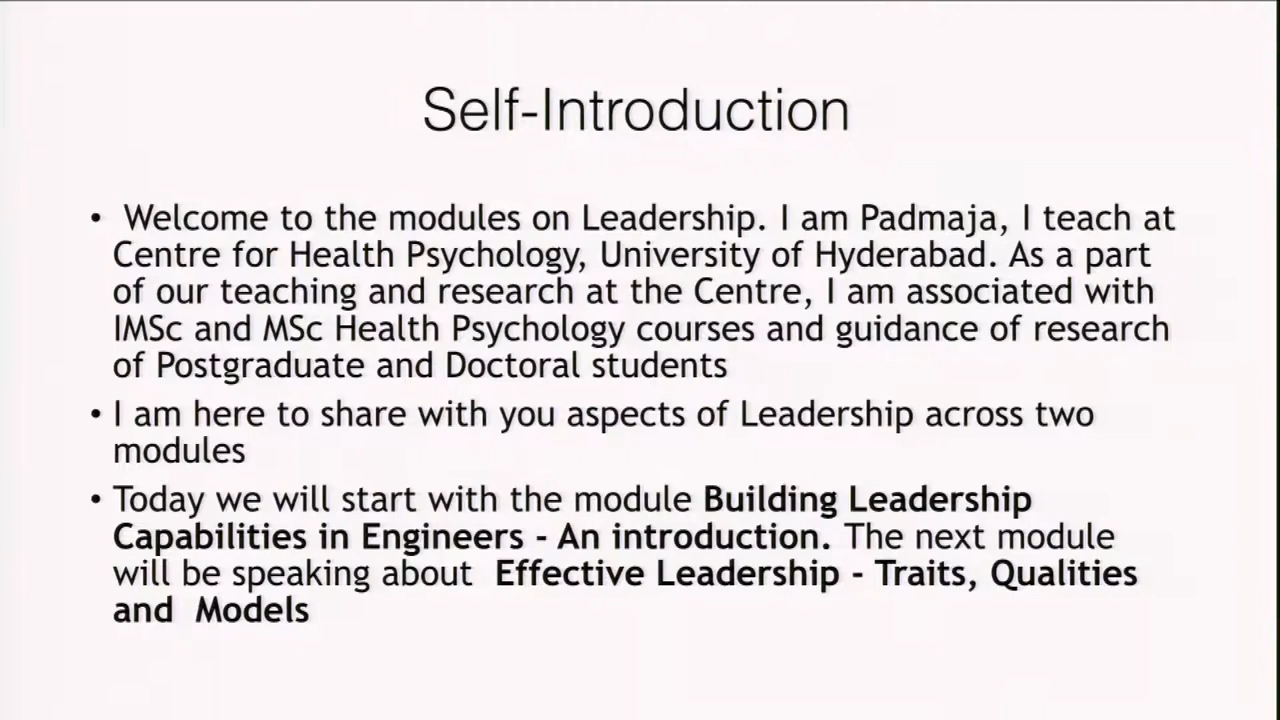 Self-Introduction
• Welcome to the modules on Leadership. I am Padmaja, I teach at
Centre for Health Psychology, University of Hyderabad. As a part
of our teaching and research at the Centre, I am associated with
IMSc and MSc Health Psychology courses and guidance of research
of Postgraduate and Doctoral students
• I am here to share with you aspects of Leadership across two
modules
• Today we will start with the module Building Leadership
Capabilities in Engineers - An introduction. The next module
will be speaking about Effective Leadership - Traits, Qualities
and Models